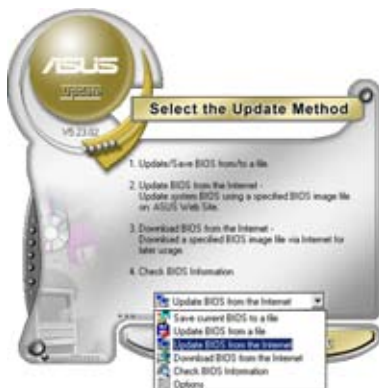 ASUS
Update
V5.23.02
Select the Update Method
1. Update/Save BIOS from/to a file
2. Update BIOS from the Internet -
Update system BIOS using a specified BIOS image file
on ASUS Web Site.
3. Download BIOS from the Internet -
Download a specified BIOS image file via Internet for
later usage.
4. Check BIOS Information
Update BIOS from the Internet
Save current BIOS to a file
Update BIOS from a file
Update BIOS from the Internet
Download BIOS from the Internet
Check BIOS Information
Options